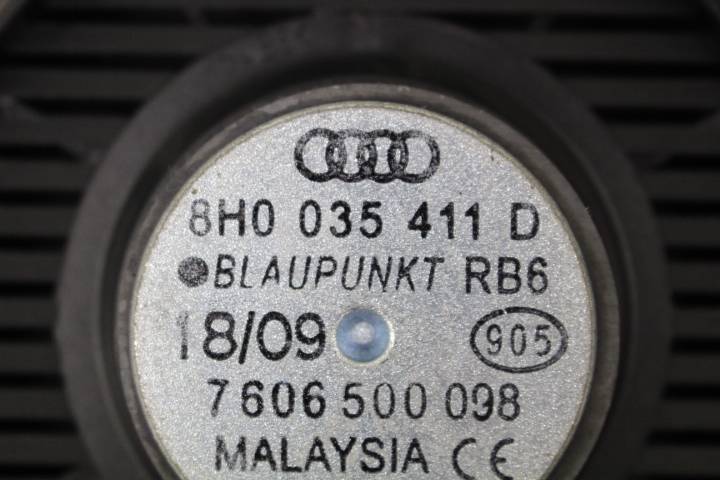 8H0 035 411 D
BLAUPUNKT RB6
18/09 905
7 606 500 098
MALAYSIA CE